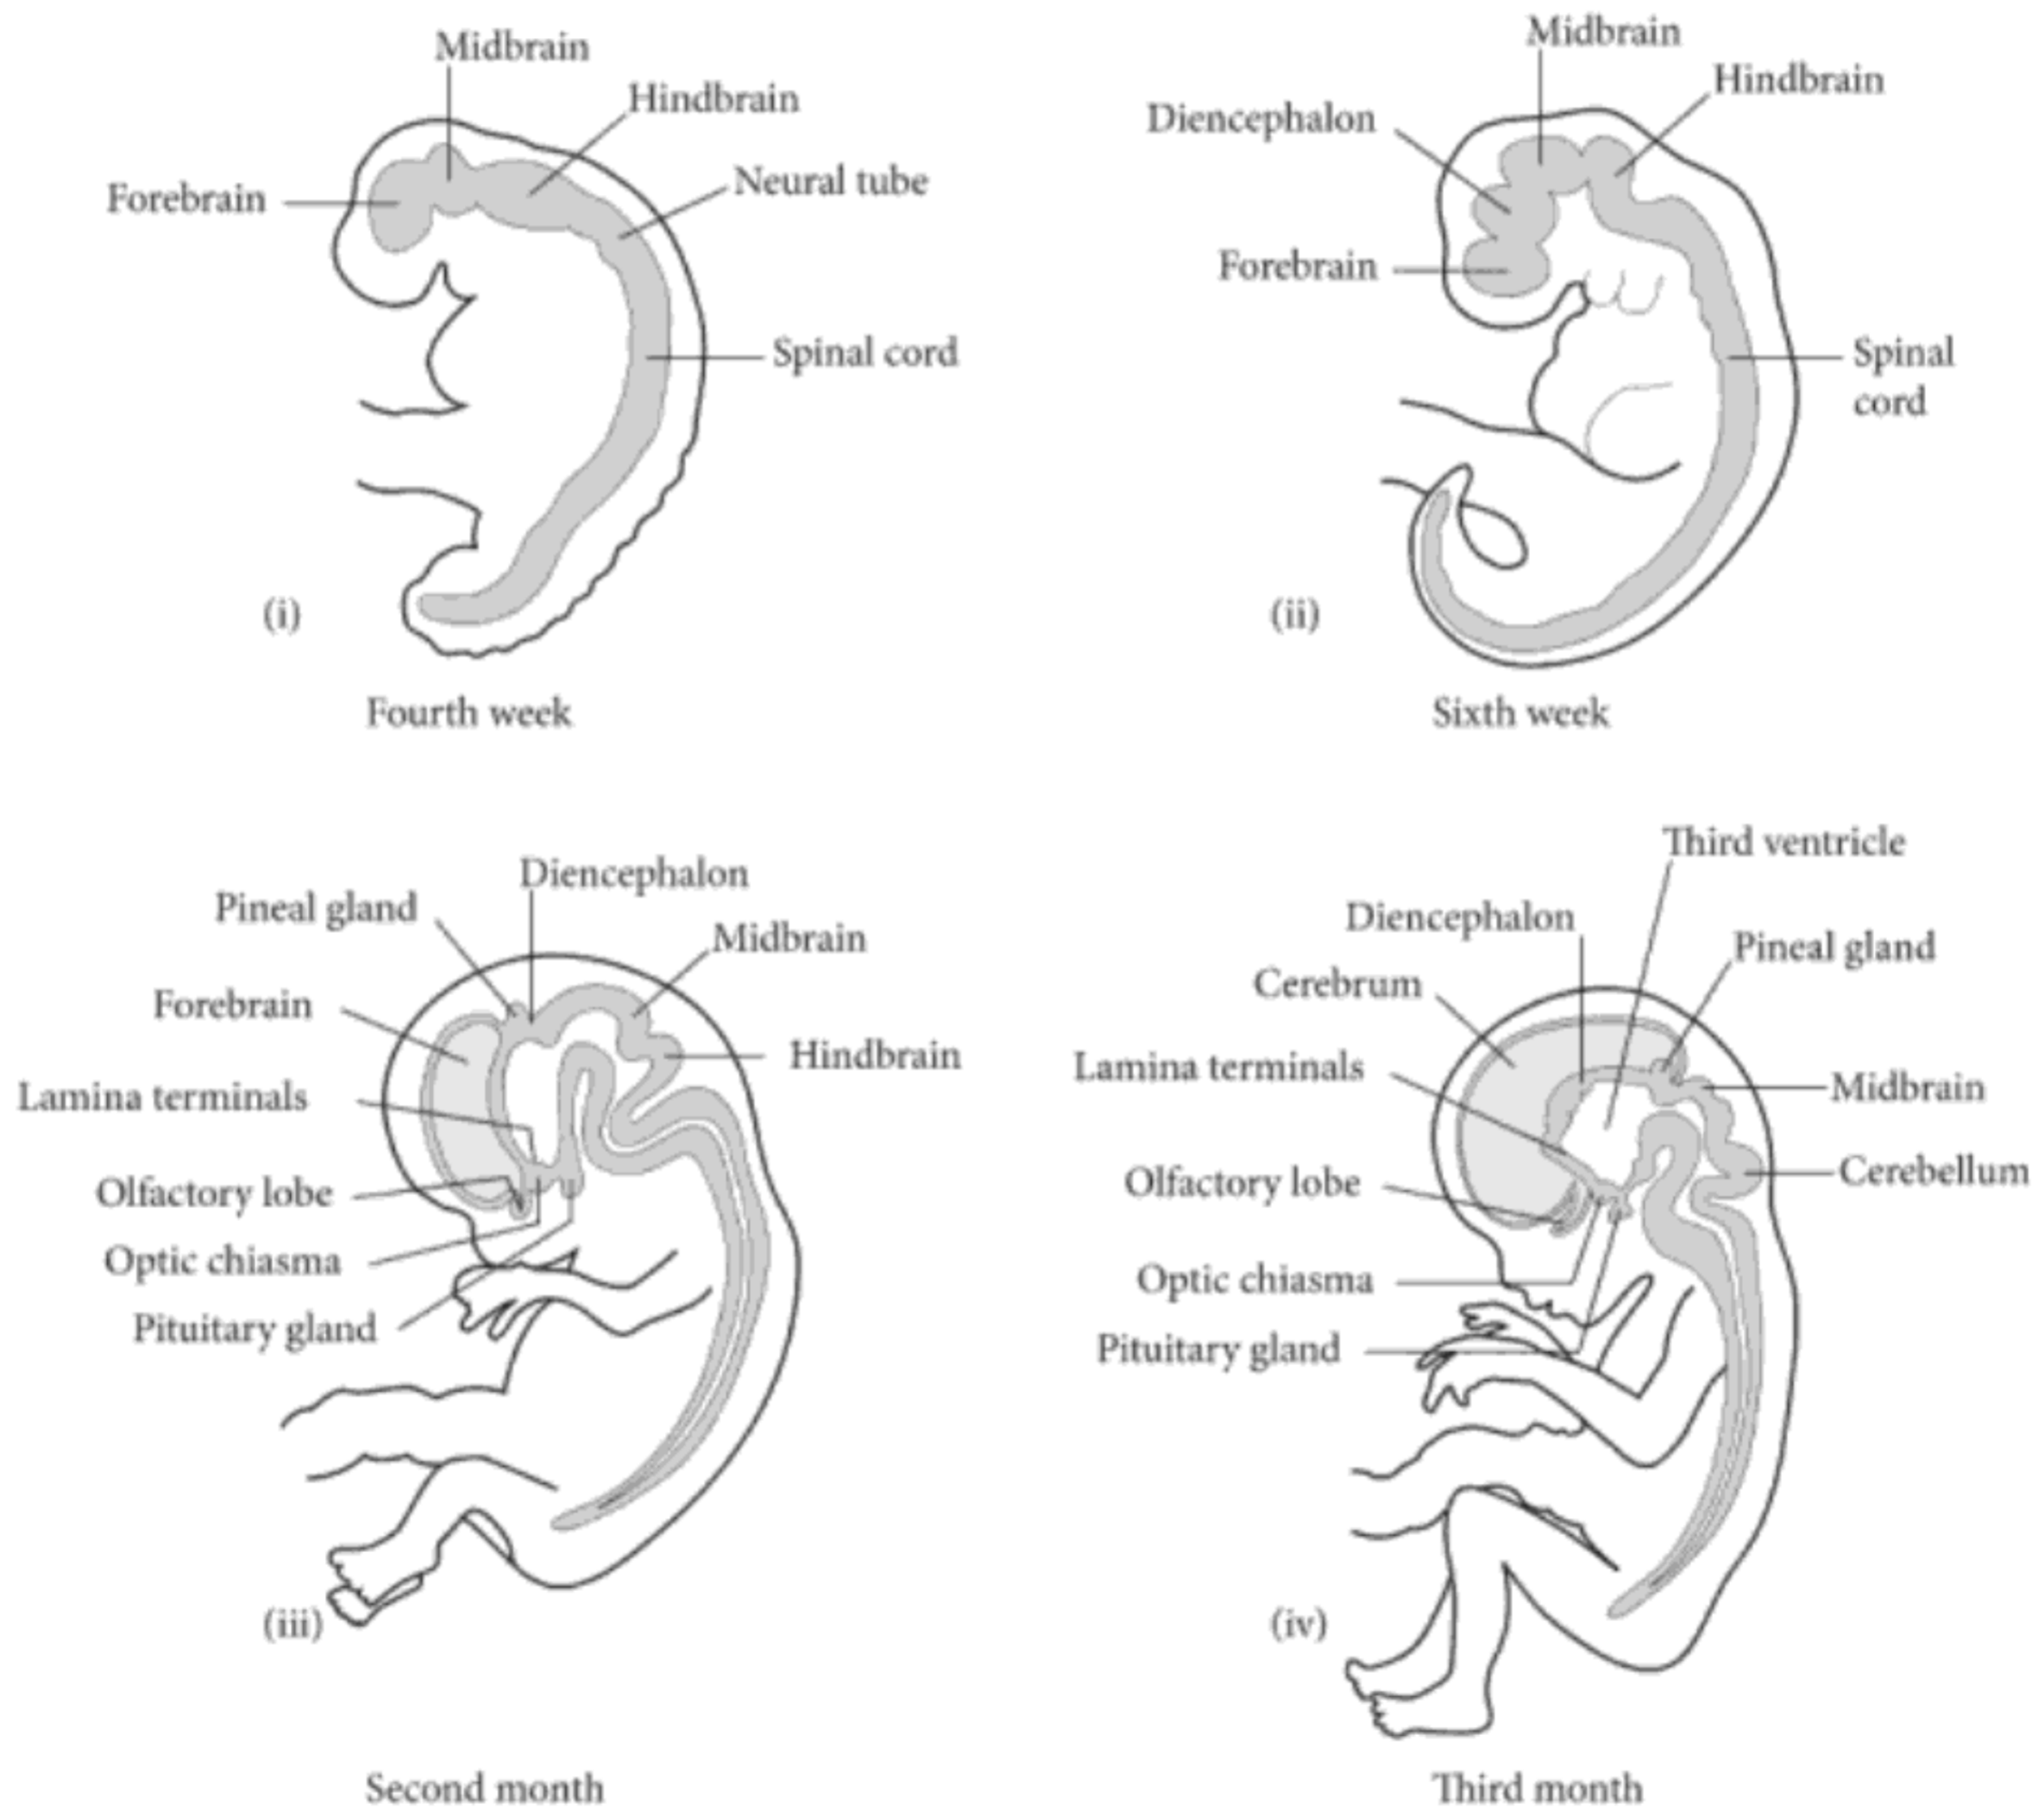 Midbrain
Hindbrain
Neural tube
Forebrain
Spinal cord
(i)
Fourth week
Midbrain
Hindbrain
Diencephalon
Forebrain
Spinal
cord
(ii)
Sixth week
Diencephalon
Pineal gland
Midbrain
Forebrain
Hindbrain
Lamina terminals
Olfactory lobe
Optic chiasma
Pituitary gland
(iii)
Second month
Third ventricle
Diencephalon
Pineal gland
Cerebrum
Lamina terminals
Midbrain
Cerebellum
Olfactory lobe
Optic chiasma
Pituitary gland
(iv)
Third month